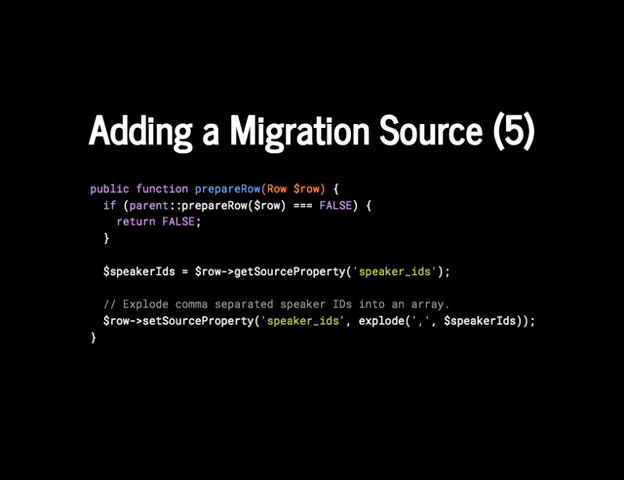 Adding a Migration Source (5)
public function prepareRow(Row $row) {
  if (parent::prepareRow($row) === FALSE) {
    return FALSE;
  }
  $speakerIds = $row->getSourceProperty('speaker_ids');
  // Explode comma separated speaker IDs into an array.
  $row->setSourceProperty('speaker_ids', explode(',', $speakerIds));
}